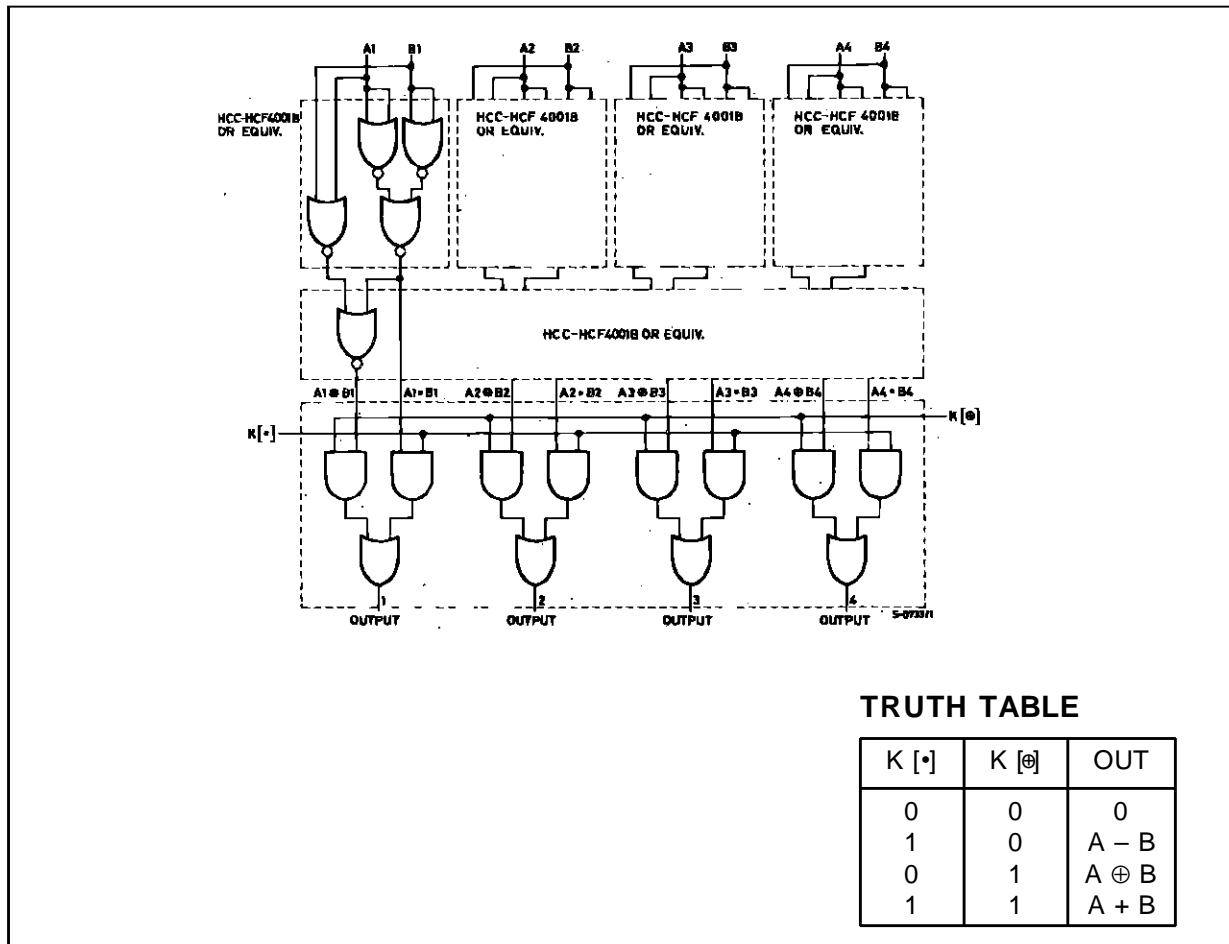 A1 B1 A2 B2 A3 B3 A4 B4
HCC-HCF4001B
OR EQUIV.
HCC-HCF 4001B
OR EQUIV.
HCC-HCF 4001B
OR EQUIV.
HCC-HCF 4001B
OR EQUIV.
HCC-HCF4001B OR EQUIV.
A1⊕B1 A1•B1 A2⊕B2 A2•B2 A3⊕B3 A3•B3 A4⊕B4 A4•B4
K[⊕]
K[•]
1 2 3 4
OUTPUT OUTPUT OUTPUT OUTPUT
TRUTH TABLE
K [•] K [⊕] OUT
0 0 0
1 0 A – B
0 1 A ⊕ B
1 1 A + B